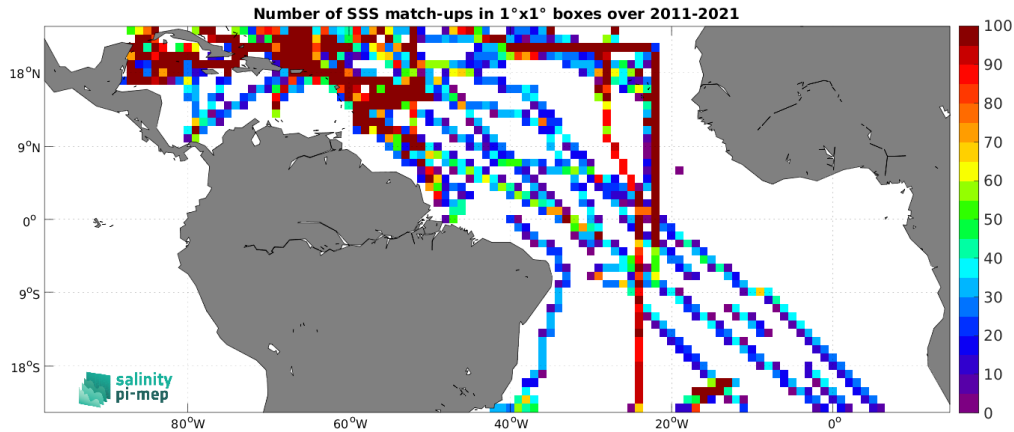 Number of SSS match-ups in 1°x1° boxes over 2011-2021
18°N
9°N
0°
9°S
18°S
80°W
60°W
40°W
20°W
0°
100
90
80
70
60
50
40
30
20
10
0
salinity
pi-mep